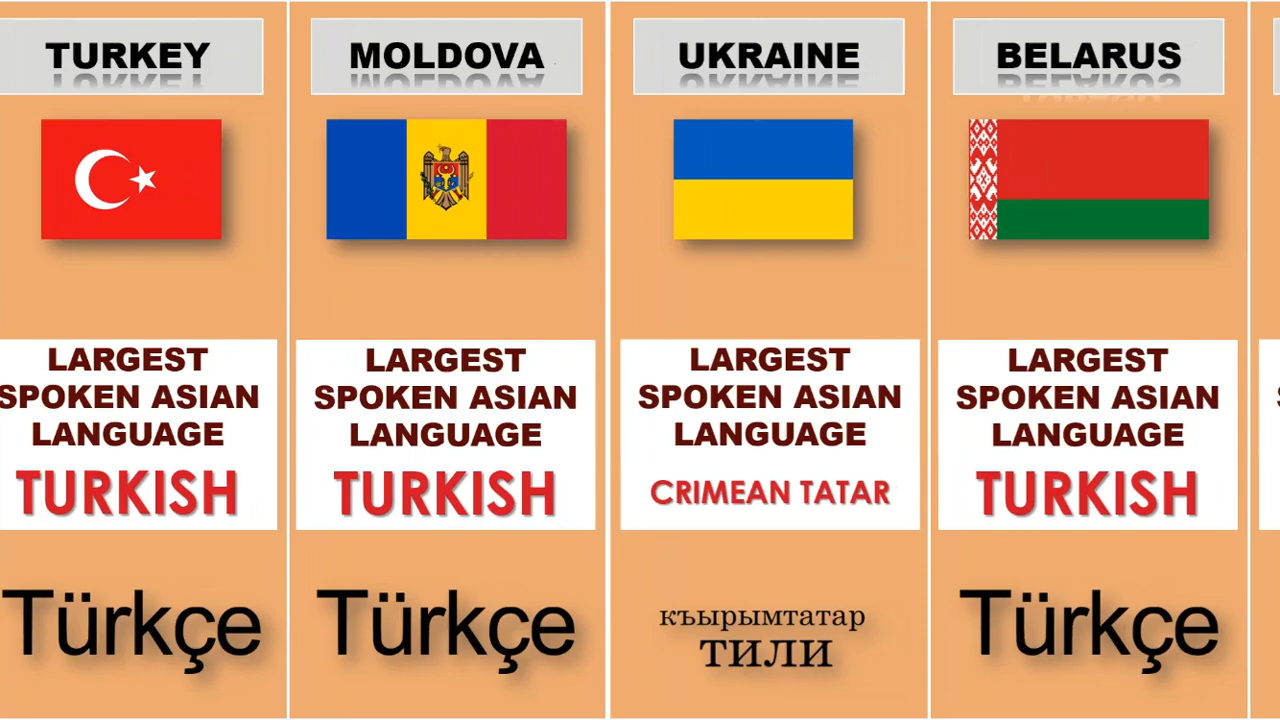 TURKEY
LARGEST
SPOKEN ASIAN
LANGUAGE
TURKISH
Türkçe
MOLDOVA
LARGEST
SPOKEN ASIAN
LANGUAGE
TURKISH
Türkçe
UKRAINE
LARGEST
SPOKEN ASIAN
LANGUAGE
CRIMEAN TATAR
къырымтатар
тили
BELARUS
LARGEST
SPOKEN ASIAN
LANGUAGE
TURKISH
Türkçe